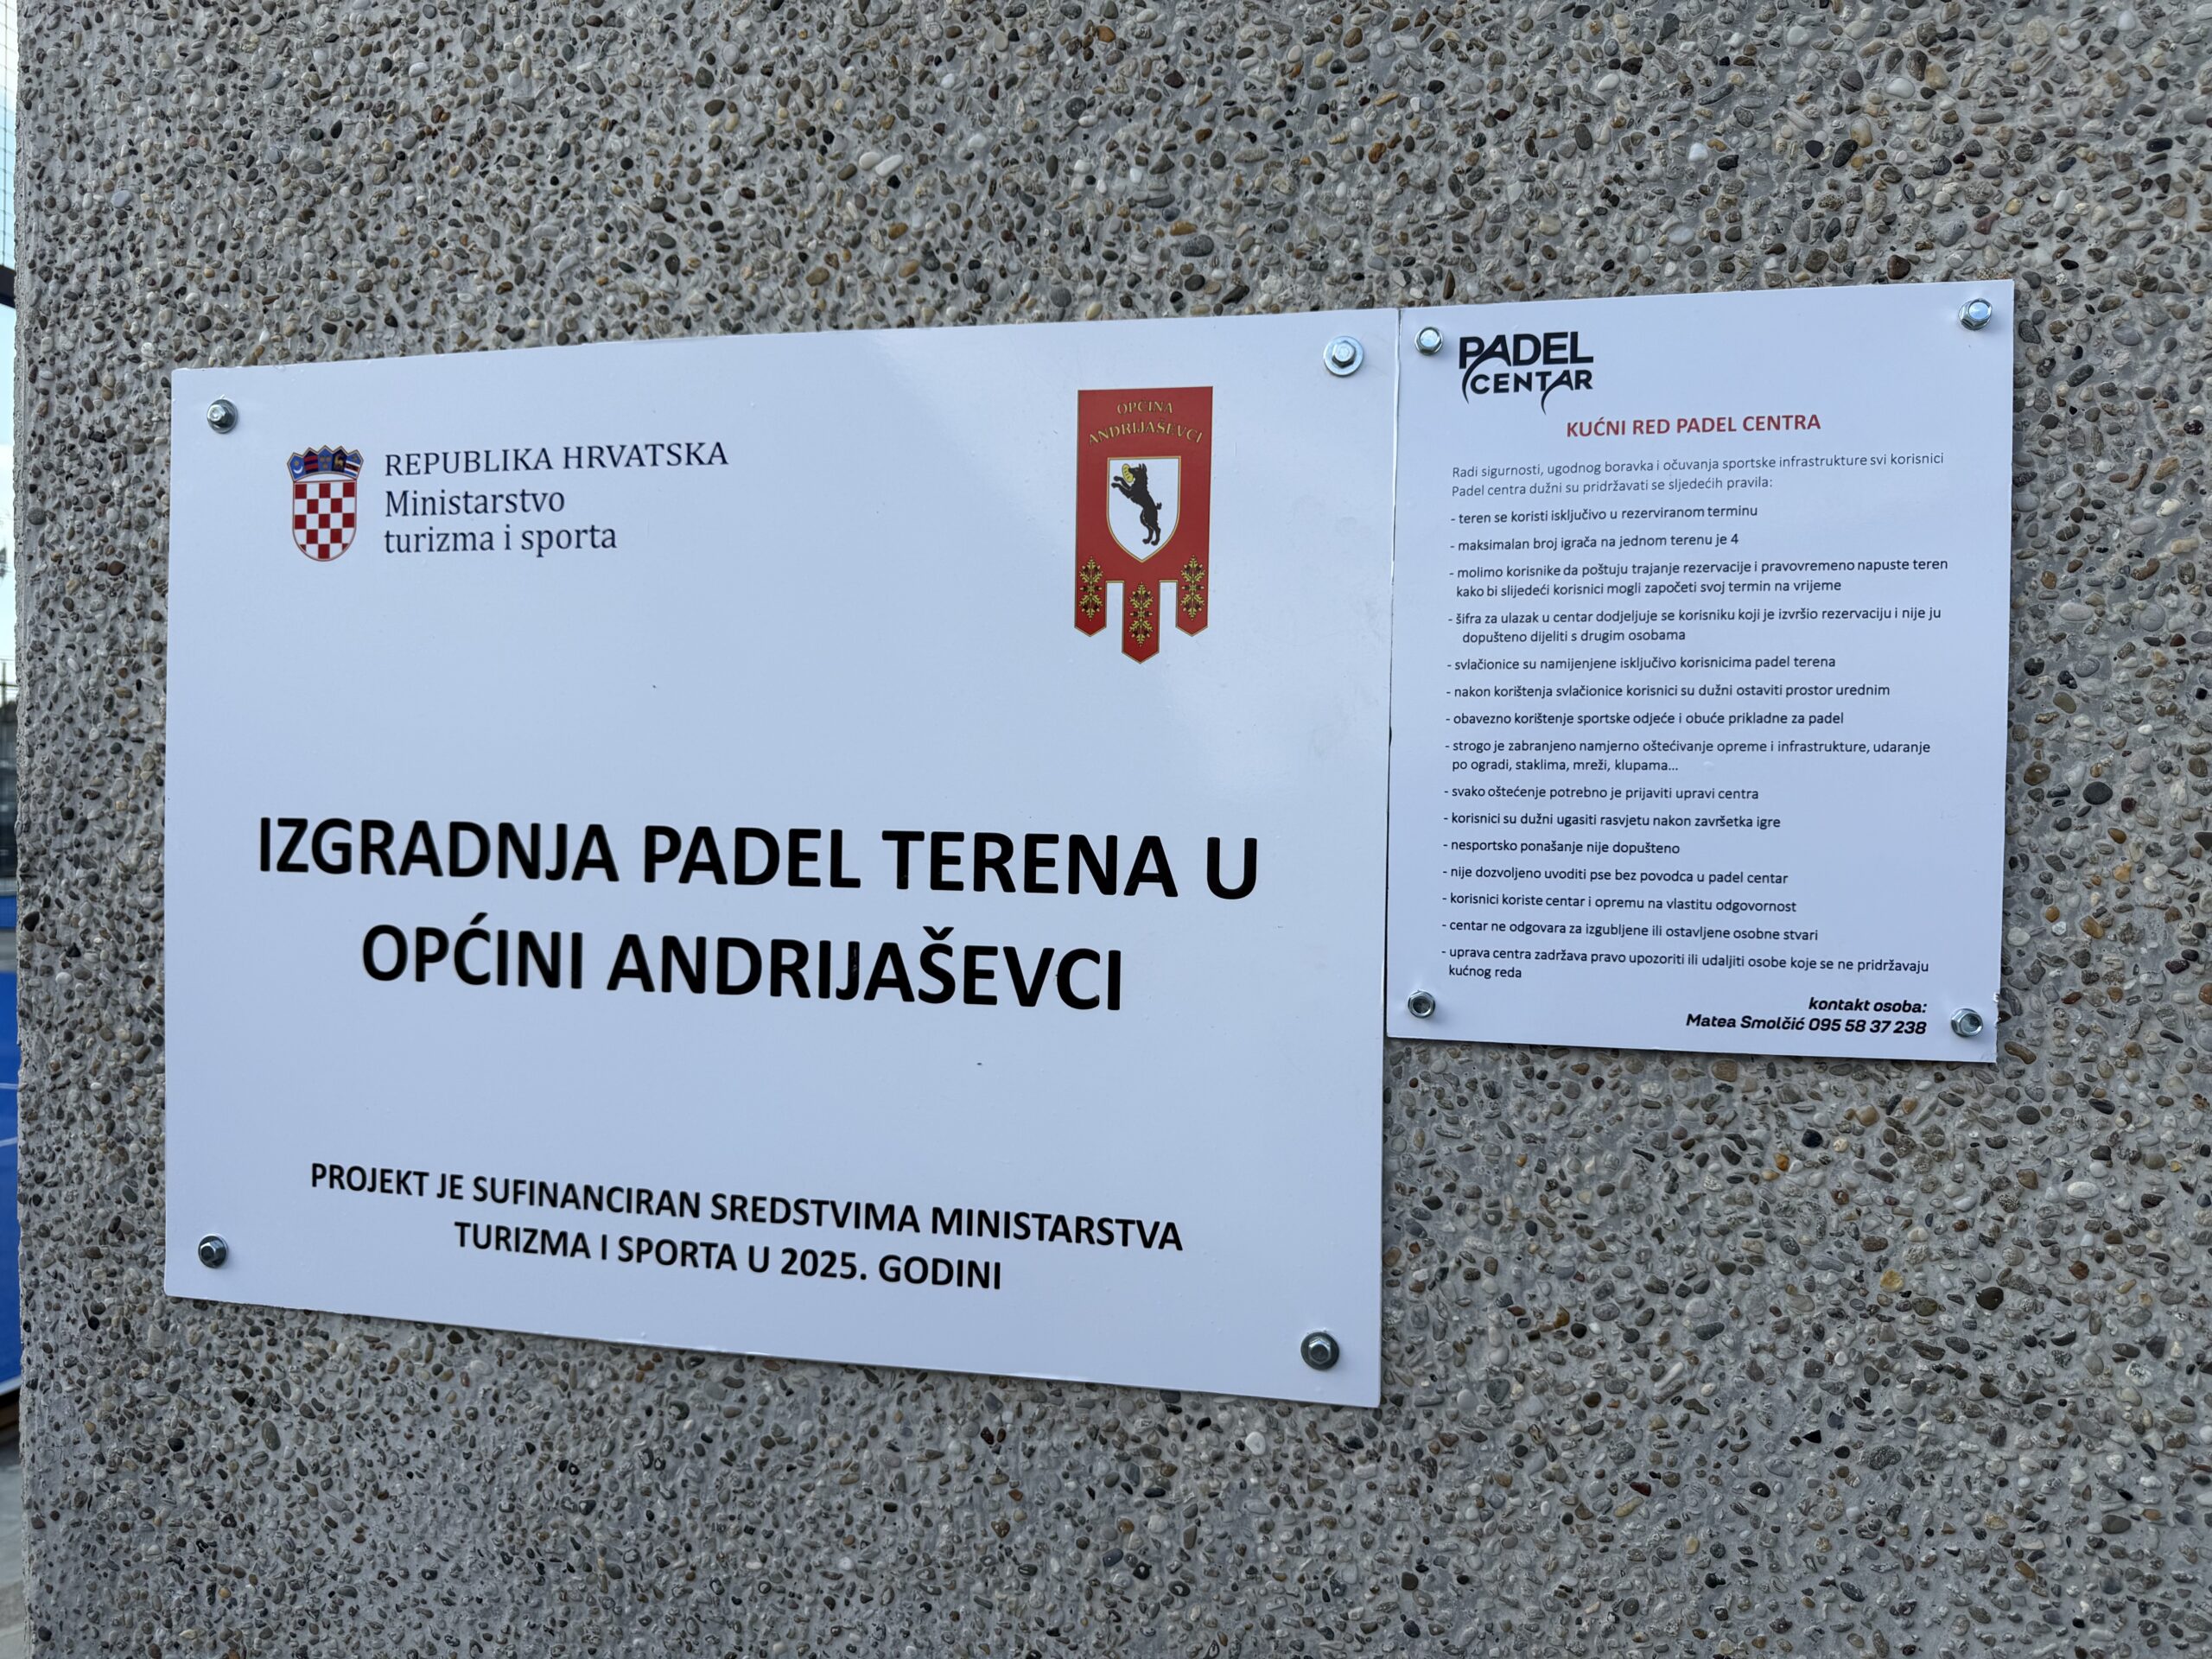 REPUBLIKA HRVATSKA
Ministarstvo
turizma i sporta
OPĆINA
ANDRIJAŠEVCI
IZGRADNJA PADEL TERENA U
OPĆINI ANDRIJAŠEVCI
PROJEKT JE SUFINANCIRAN SREDSTVIMA MINISTARSTVA
TURIZMA I SPORTA U 2025. GODINI
PADEL
CENTAR
KUĆNI RED PADEL CENTRA
Radi sigurnosti, ugodnog boravka i očuvanja sportske infrastrukture svi korisnici
Padel centra dužni su pridržavati se sljedećih pravila:
- teren se koristi isključivo u rezerviranom terminu
- maksimalan broj igrača na jednom terenu je 4
- molimo korisnike da poštuju trajanje rezervacije i pravovremeno napuste teren
kako bi slijedeći korisnici mogli započeti svoj termin na vrijeme
- šifra za ulazak u centar dodjeljuje se korisniku koji je izvršio rezervaciju i nije ju
dopušteno dijeliti s drugim osobama
- svlačionice su namijenjene isključivo korisnicima padel terena
- nakon korištenja svlačionice korisnici su dužni ostaviti prostor urednim
- obavezno korištenje sportske odjeće i obuće prikladne za padel
- strogo je zabranjeno namjerno oštećivanje opreme i infrastrukture, udaranje
po ogradi, staklima, mreži, klupama...
- svako oštećenje potrebno je prijaviti upravi centra
- korisnici su dužni ugasiti rasvjetu nakon završetka igre
- nesportsko ponašanje nije dopušteno
- nije dozvoljeno uvoditi pse bez povodca u padel centar
- korisnici koriste centar i opremu na vlastitu odgovornost
- centar ne odgovara za izgubljene ili ostavljene osobne stvari
- uprava centra zadržava pravo upozoriti ili udaljiti osobe koje se ne pridržavaju
kućnog reda
kontakt osoba:
Matea Smolčić 095 58 37 238